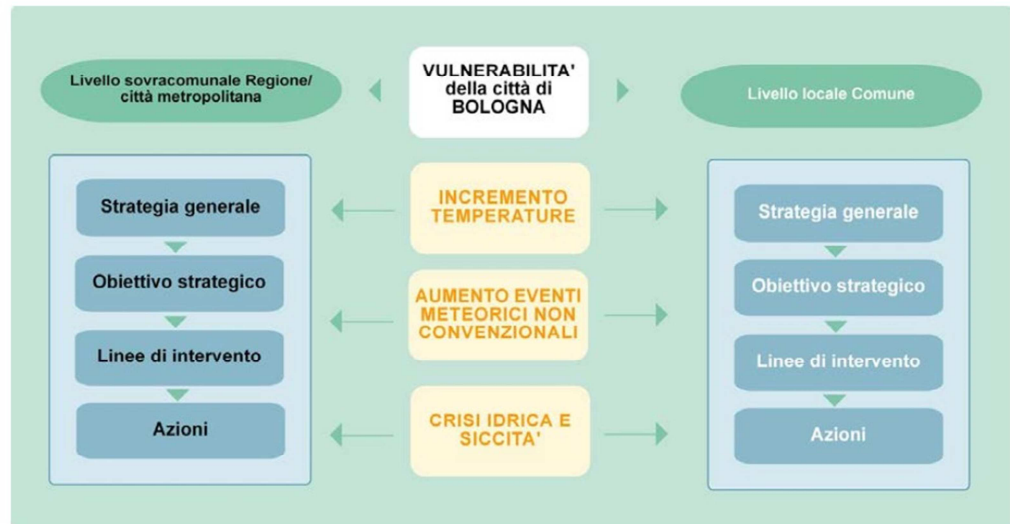 Livello sovracomunale Regione/
città metropolitana
VULNERABILITA'
della città di
BOLOGNA
Livello locale Comune
Strategia generale
Obiettivo strategico
Linee di intervento
Azioni
INCREMENTO
TEMPERATURE
AUMENTO EVENTI
METEORICI NON
CONVENZIONALI
CRISI IDRICA E
SICCITA'
Strategia generale
Obiettivo strategico
Linee di intervento
Azioni